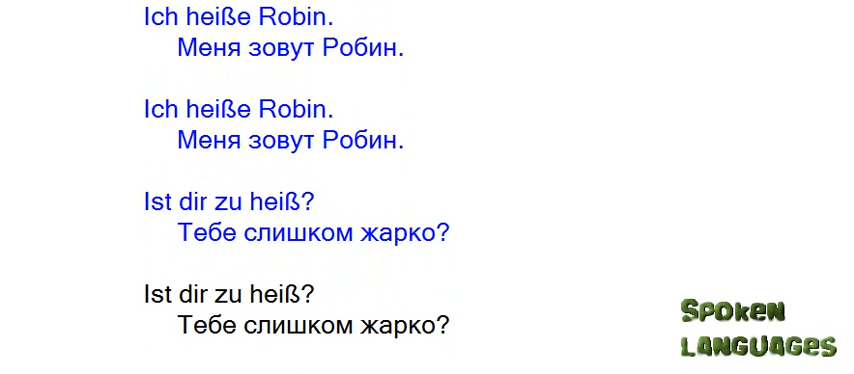 Ich heiße Robin.
Меня зовут Робин.
Ich heiße Robin.
Меня зовут Робин.
Ist dir zu heiß?
Тебе слишком жарко?
Ist dir zu heiß?
Тебе слишком жарко?
Spoken
Languages